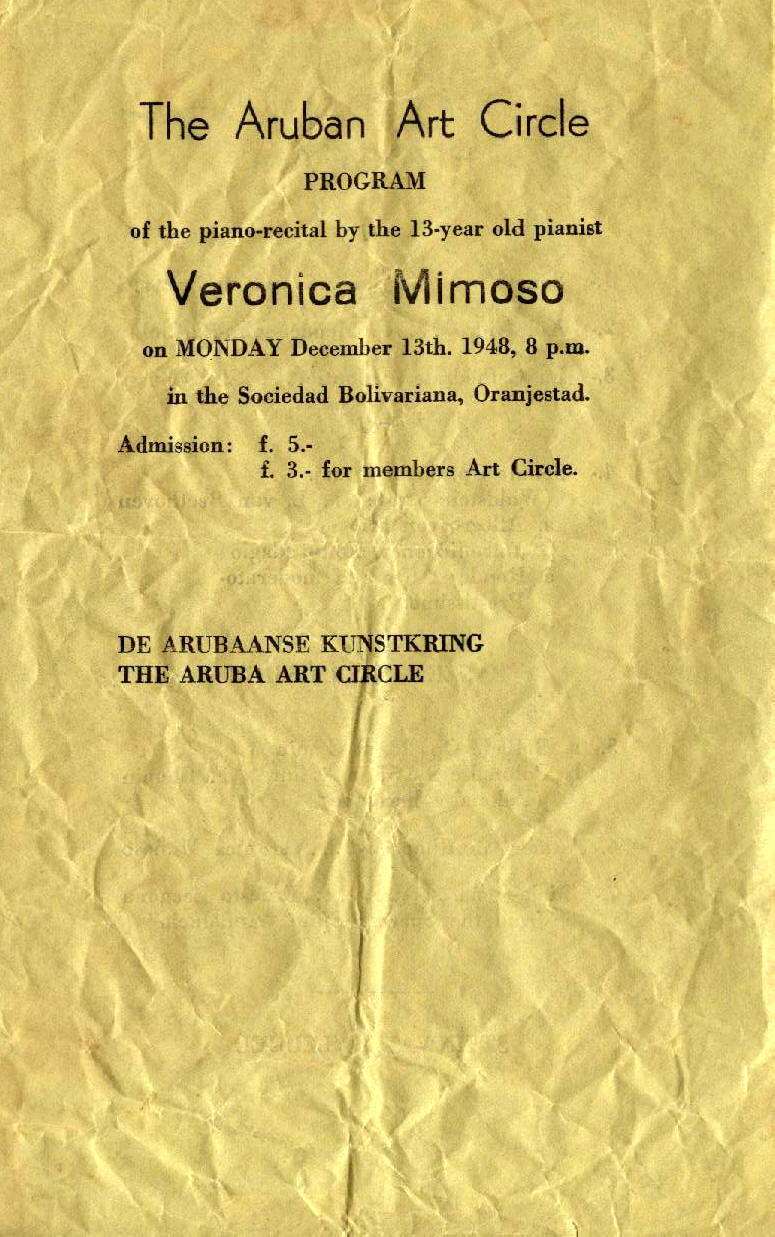 The Aruban Art Circle
PROGRAM
of the piano-recital by the 13-year old pianist
Veronica Mimoso
on MONDAY December 13th. 1948, 8 p.m.
in the Sociedad Bolivariana, Oranjestad.
Admission: f. 5.-
f. 3.- for members Art Circle.
DE ARUBAANSE KUNSTKRING
THE ARUBA ART CIRCLE